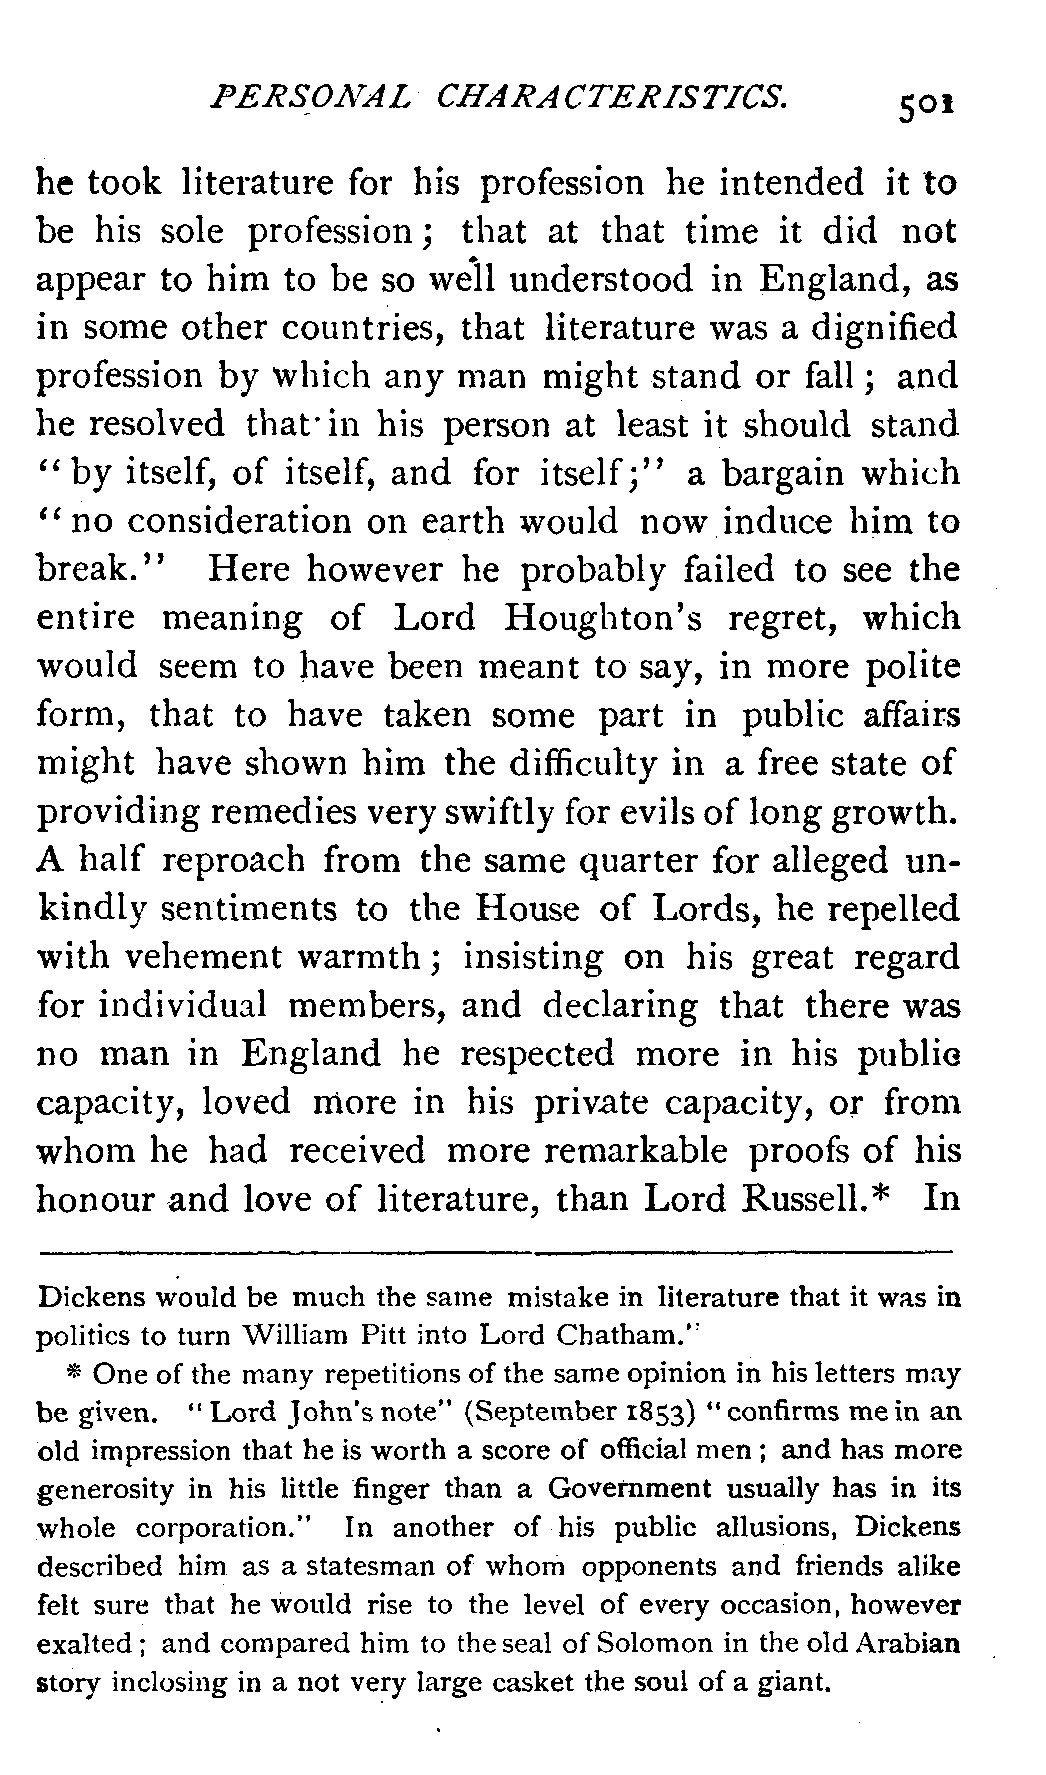 PERSONAL CHARACTERISTICS. 501
he took literature for his profession he intended it to
be his sole profession; that at that time it did not
appear to him to be so well understood in England, as
in some other countries, that literature was a dignified
profession by which any man might stand or fall; and
he resolved that in his person at least it should stand
"by itself, of itself, and for itself;" a bargain which
"no consideration on earth would now induce him to
break." Here however he probably failed to see the
entire meaning of Lord Houghton's regret, which
would seem to have been meant to say, in more polite
form, that to have taken some part in public affairs
might have shown him the difficulty in a free state of
providing remedies very swiftly for evils of long growth.
A half reproach from the same quarter for alleged un-
kindly sentiments to the House of Lords, he repelled
with vehement warmth; insisting on his great regard
for individual members, and declaring that there was
no man in England he respected more in his public
capacity, loved more in his private capacity, or from
whom he had received more remarkable proofs of his
honour and love of literature, than Lord Russell.* In
Dickens would be much the same mistake in literature that it was in
politics to turn William Pitt into Lord Chatham."
* One of the many repetitions of the same opinion in his letters may
be given. "Lord John's note" (September 1853) "confirms me in an
old impression that he is worth a score of official men; and has more
generosity in his little finger than a Government usually has in its
whole corporation." In another of his public allusions, Dickens
described him as a statesman of whom opponents and friends alike
felt sure that he would rise to the level of every occasion, however
exalted; and compared him to the seal of Solomon in the old Arabian
story inclosing in a not very large casket the soul of a giant.